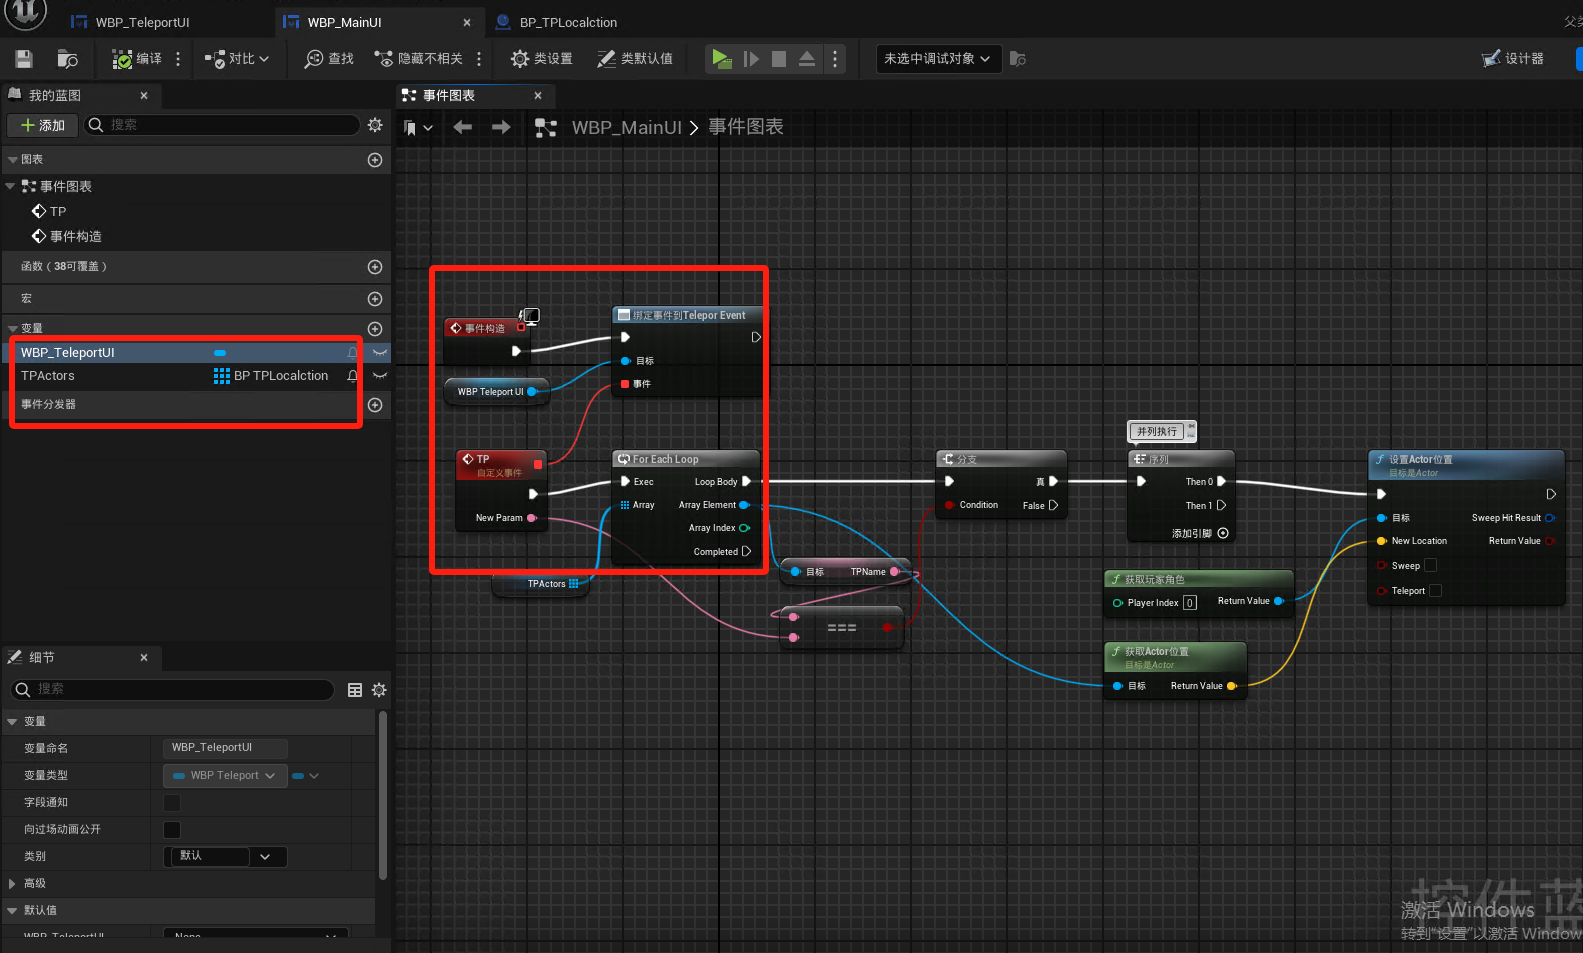 WBP_TeleportUI
WBP_MainUI
BP_TPLocalction
父类
编译
对比
查找
隐藏不相关
类设置
类默认值
未选中调试对象
设计器
我的蓝图
事件图表
添加
搜索
WBP_MainUI
事件图表
图表
事件图表
TP
事件构造
函数（38可覆盖）
宏
变量
WBP_TeleportUI
TPActors
BP TPLocalction
事件分发器
事件构造
绑定事件到Telepor Event
目标
事件
WBP Teleport UI
TP
自定义事件
New Param
For Each Loop
Exec
Loop Body
Array
Array Element
Array Index
Completed
TPActors
目标
TPName
===
分支
真
Condition
False
并列执行
序列
Then 0
Then 1
添加引脚
获取玩家角色
Player Index
0
Return Value
获取Actor位置
目标是Actor
目标
Return Value
设置Actor位置
目标是Actor
目标
Sweep Hit Result
New Location
Return Value
Sweep
Teleport
细节
搜索
变量
变量命名
WBP_TeleportUI
变量类型
WBP Teleport
字段通知
向过场动画公开
类别
默认
高级
默认值
WBP_TeleportUI
None
控件蓝
激活 Windows
转到"设置"以激活 Window